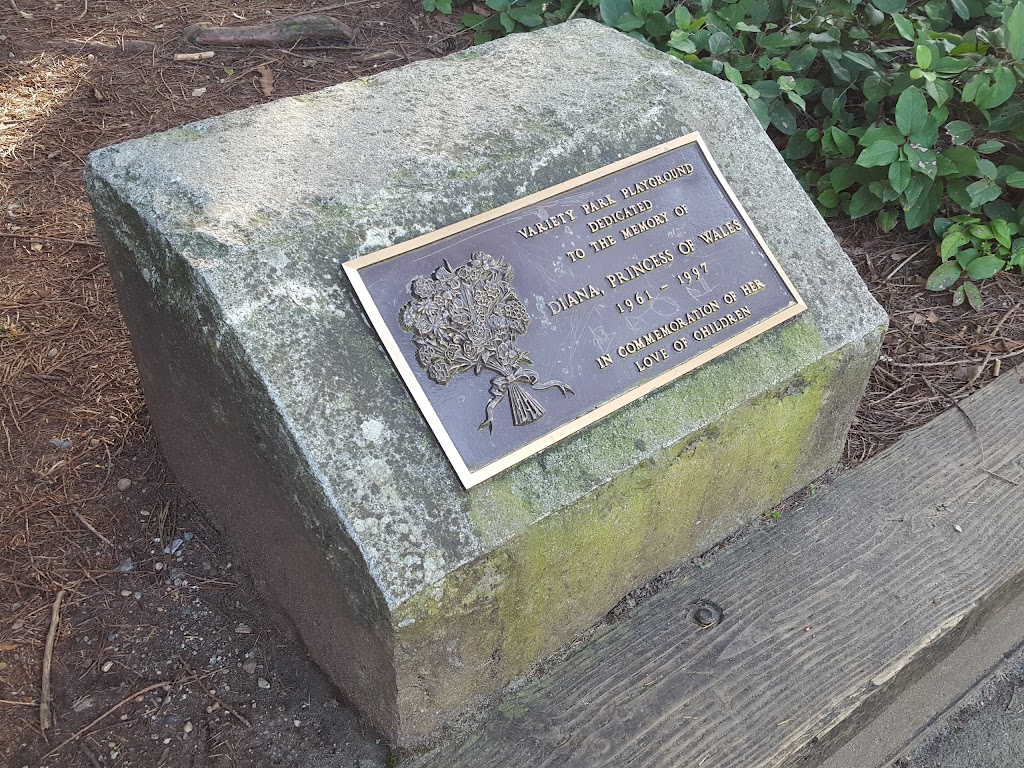 VARIETY PARK PLAYGROUND
DEDICATED
TO THE MEMORY OF
DIANA, PRINCESS OF WALES
1961 - 1997
IN COMMEMORATION OF HER
LOVE OF CHILDREN